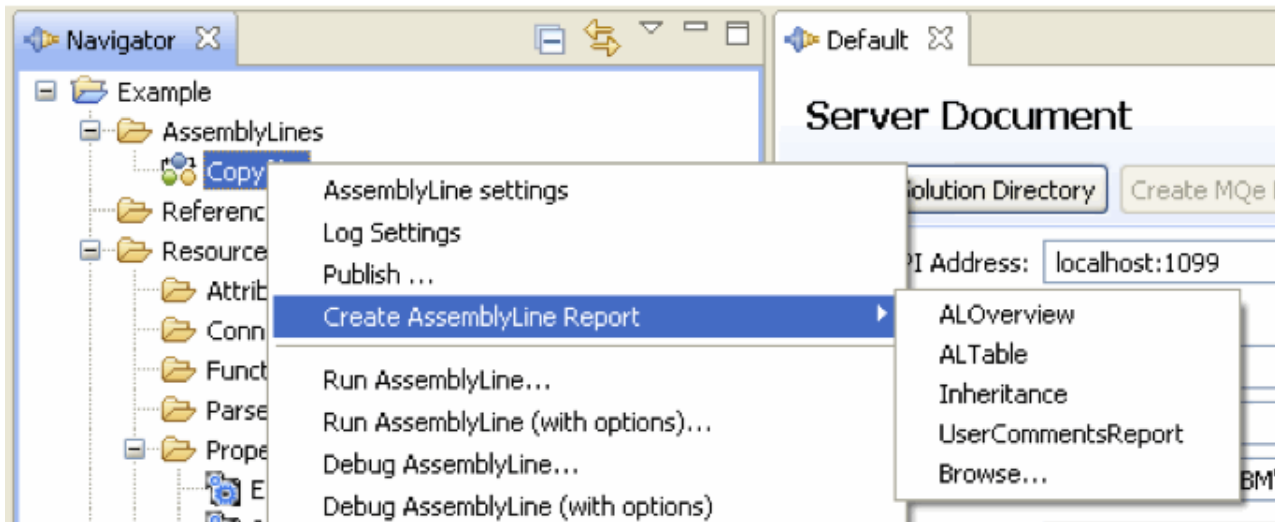 Navigator
Default
Example
AssemblyLines
Copy
Referenc
Resource
Attrib
Conn
Funct
Parse
Prope
E
AssemblyLine settings
Log Settings
Publish ...
Create AssemblyLine Report
Run AssemblyLine...
Run AssemblyLine (with options)...
Debug AssemblyLine...
Debug AssemblyLine (with options)
ALOverview
ALTable
Inheritance
UserCommentsReport
Browse...
Server Document
olution Directory
Create MQe
PI Address: localhost:1099
BM